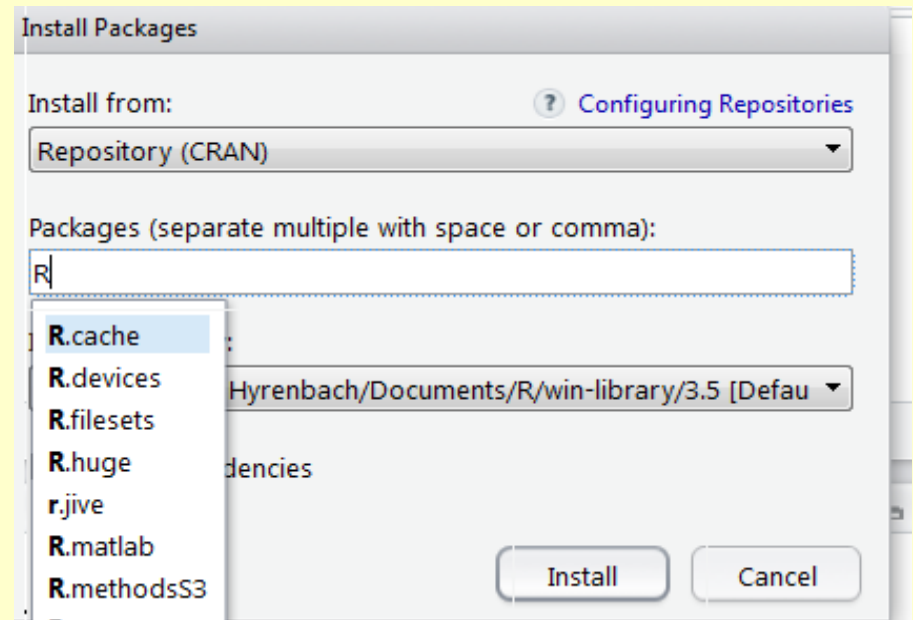 Install Packages
Install from:
? Configuring Repositories
Repository (CRAN)
Packages (separate multiple with space or comma):
R
R.cache
:
R.devices
Hyrenbach/Documents/R/win-library/3.5 [Defau
R.filesets
R.huge
dencies
r.jive
R.matlab
R.methodsS3
Install
Cancel